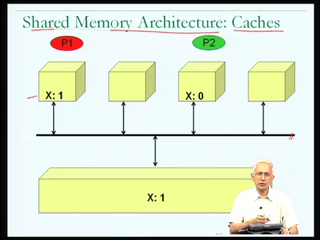 Shared Memory Architecture: Caches
P1 P2
X: 1 X: 0
X: 1